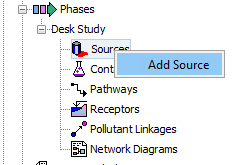 Phases
Desk Study
Sources
Add Source
Pathways
Receptors
Pollutant Linkages
Network Diagrams